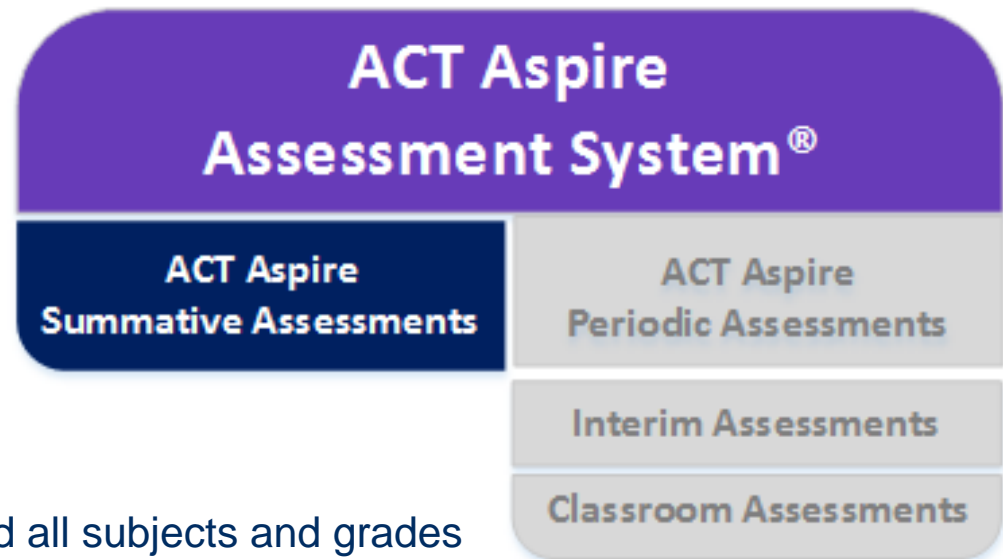 ACT Aspire
Assessment System®
ACT Aspire
Summative Assessments
ACT Aspire
Periodic Assessments
Interim Assessments
Classroom Assessments
all subjects and grades